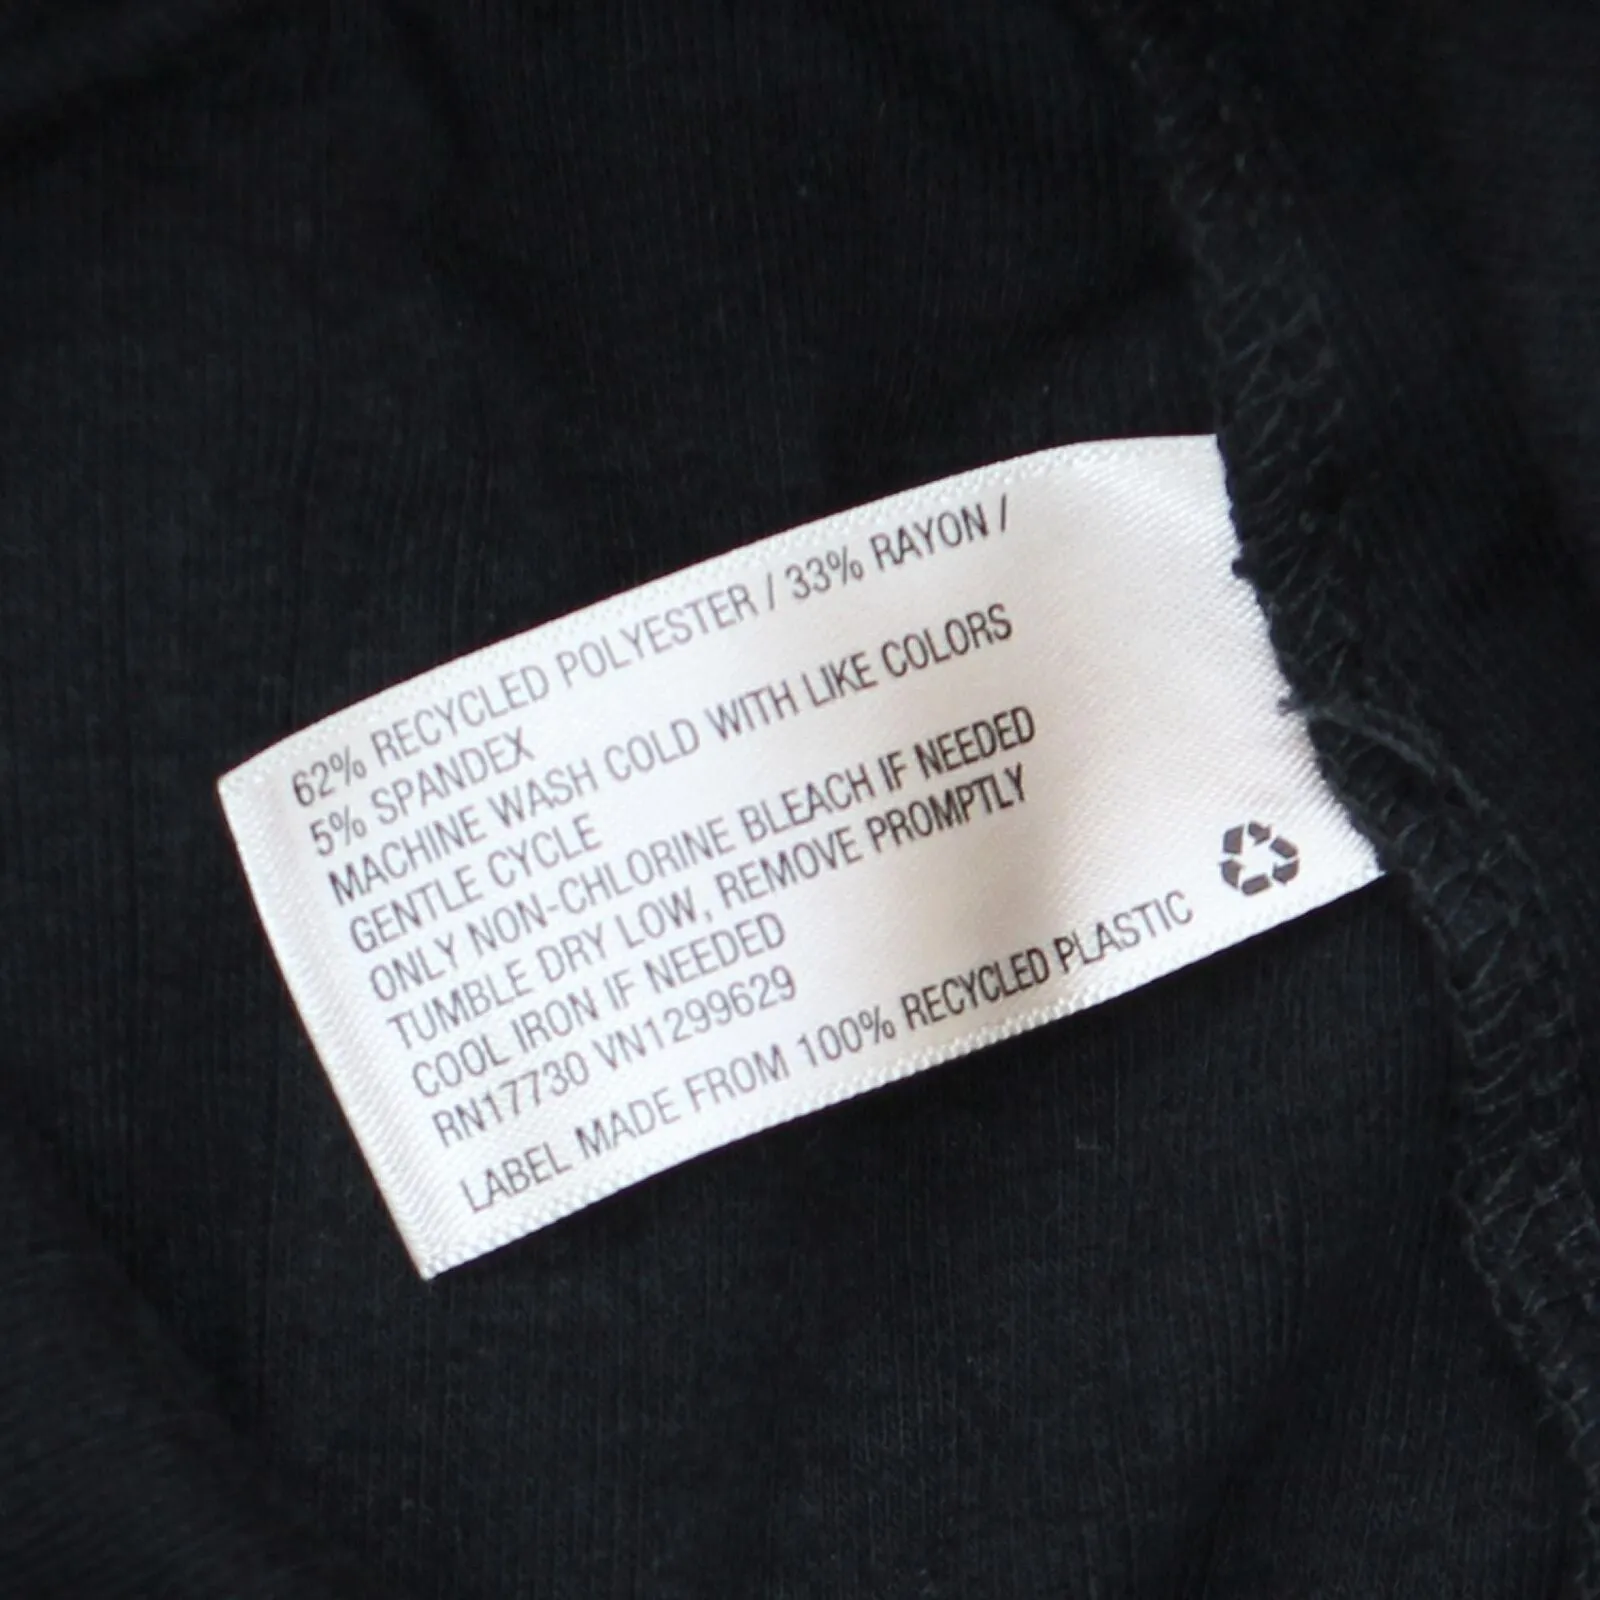 62% RECYCLED POLYESTER / 33% RAYON /
5% SPANDEX
MACHINE WASH COLD WITH LIKE COLORS
GENTLE CYCLE
ONLY NON-CHLORINE BLEACH IF NEEDED
TUMBLE DRY LOW, REMOVE PROMPTLY
COOL IRON IF NEEDED
RN17730 VN1299629
LABEL MADE FROM 100% RECYCLED PLASTIC